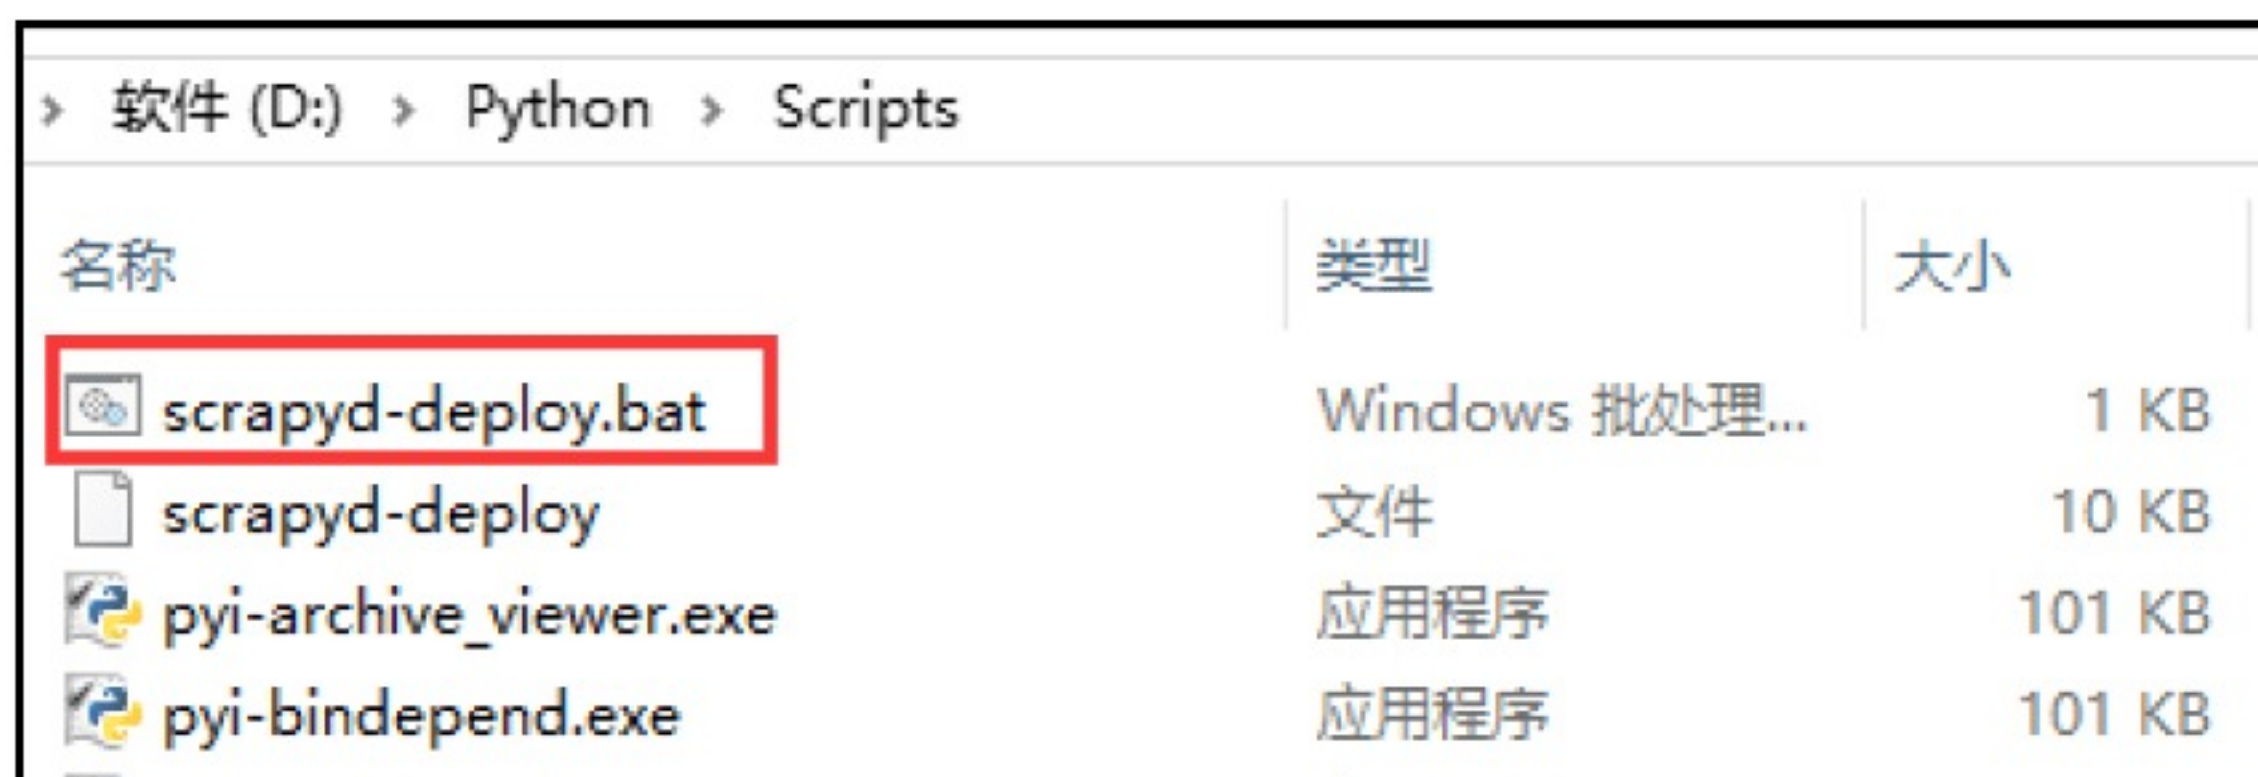 软件 (D:) › Python › Scripts
名称 类型 大小
scrapyd-deploy.bat Windows 批处理... 1 KB
scrapyd-deploy 文件 10 KB
pyi-archive_viewer.exe 应用程序 101 KB
pyi-bindepend.exe 应用程序 101 KB